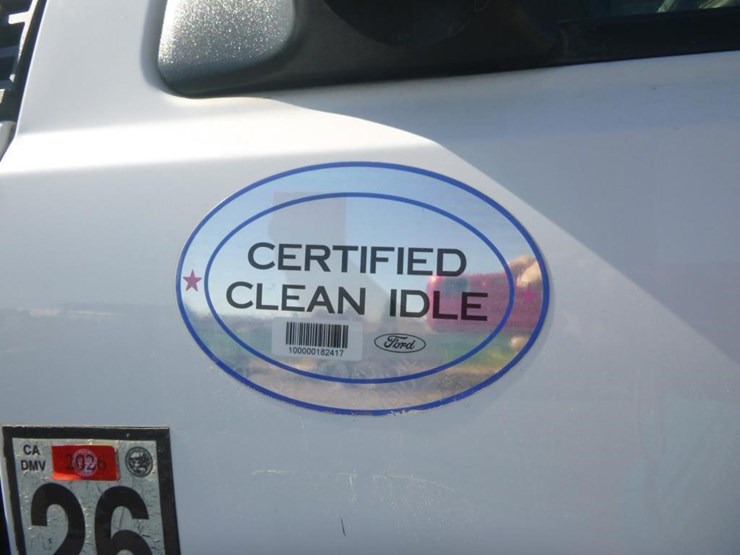 CERTIFIED
CLEAN IDLE
100000182417
Ford
CA
DMV
2026
26